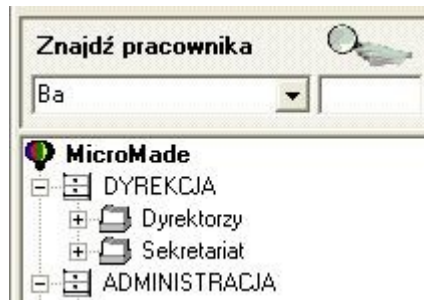 Znajdź pracownika
Ba
MicroMade
DYREKCJA
Dyrektorzy
Sekretariat
ADMINISTRACJA